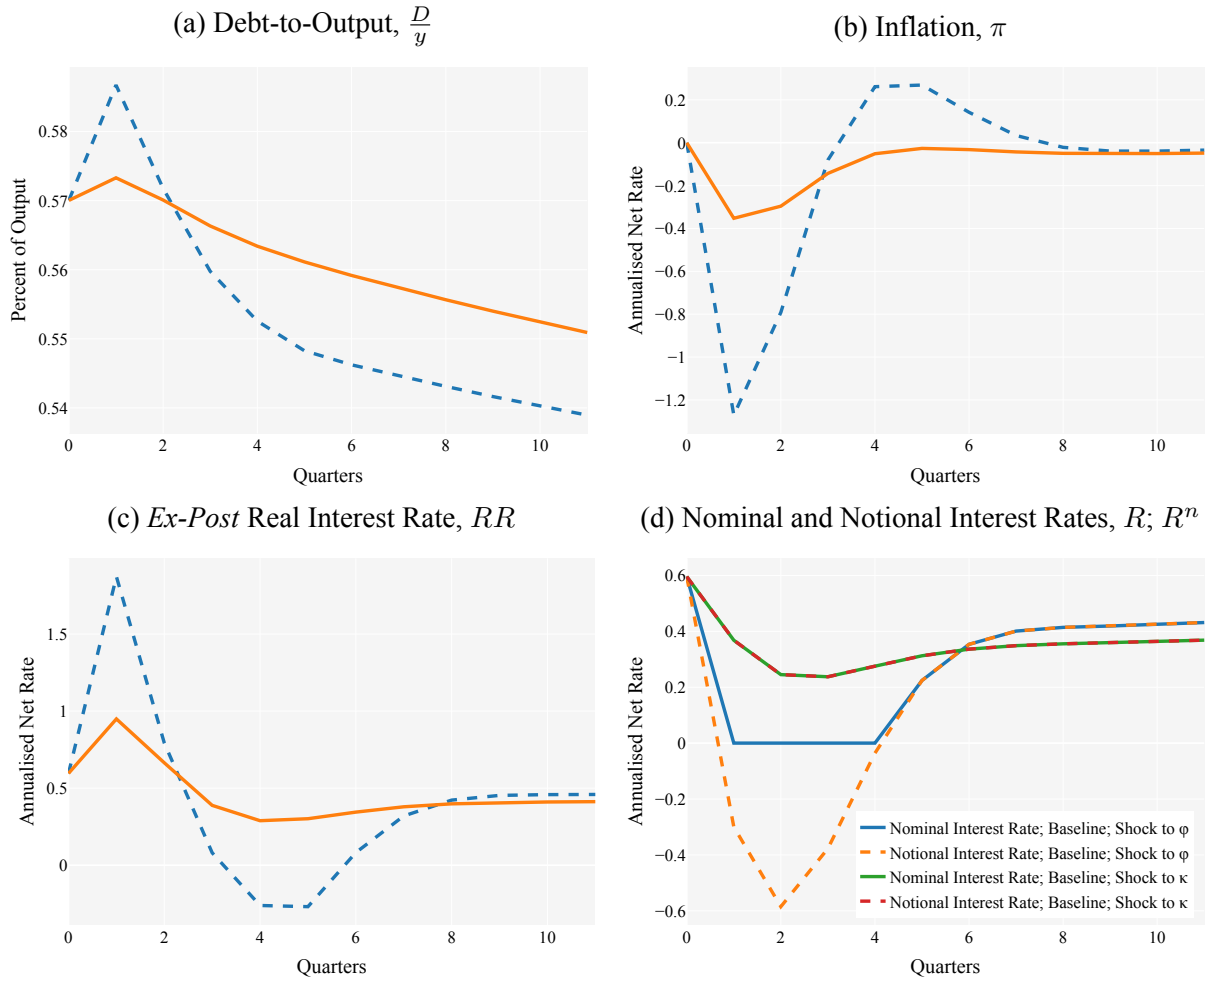 (a) Debt-to-Output, D/y
(b) Inflation, π
Percent of Output
0.58
0.57
0.56
0.55
0.54
0 2 4 6 8 10
Quarters
Annualised Net Rate
0.2
0
−0.2
−0.4
−0.6
−0.8
−1
−1.2
0 2 4 6 8 10
Quarters
(c) Ex-Post Real Interest Rate, RR
(d) Nominal and Notional Interest Rates, R; Rⁿ
Annualised Net Rate
1.5
1
0.5
0
0 2 4 6 8 10
Quarters
Annualised Net Rate
0.6
0.4
0.2
0
−0.2
−0.4
−0.6
Nominal Interest Rate; Baseline; Shock to φ
Notional Interest Rate; Baseline; Shock to φ
Nominal Interest Rate; Baseline; Shock to κ
Notional Interest Rate; Baseline; Shock to κ
0 2 4 6 8 10
Quarters